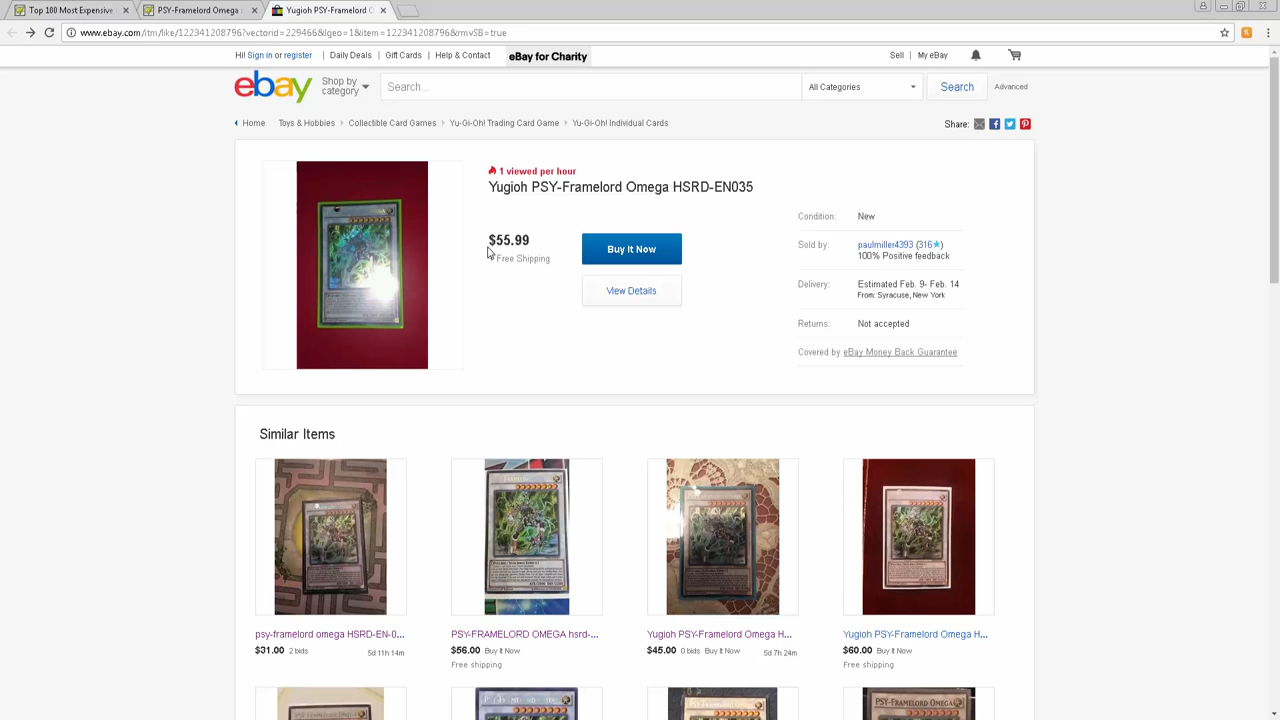 Top 100 Most Expensive
PSY-Framelord Omega
Yugioh PSY-Framelord O
www.ebay.com/itm/like/122341208796?vectorid=229466&lgeo=1&item=122341208796&rmvSB=true
Hi! Sign in or register
Daily Deals
Gift Cards
Help & Contact
eBay for Charity
Sell
My eBay
ebay
Shop by category
Search...
All Categories
Search
Advanced
Home
Toys & Hobbies
Collectible Card Games
Yu-Gi-Oh! Trading Card Game
Yu-Gi-Oh! Individual Cards
Share:
1 viewed per hour
Yugioh PSY-Framelord Omega HSRD-EN035
$55.99
Free Shipping
Buy It Now
View Details
Condition: New
Sold by: paulmiller4393 (316★)
100% Positive feedback
Delivery: Estimated Feb. 9- Feb. 14
From: Syracuse, New York
Returns: Not accepted
Covered by eBay Money Back Guarantee
Similar Items
psy-framelord omega HSRD-EN-0...
$31.00 2 bids 5d 11h 14m
PSY-FRAMELORD OMEGA hsrd-...
$56.00 Buy It Now
Free shipping
Yugioh PSY-Framelord Omega H...
$45.00 0 bids Buy It Now 5d 7h 24m
Yugioh PSY-Framelord Omega H...
$60.00 Buy It Now
Free shipping
PSY-FRAMELORD OMEGA